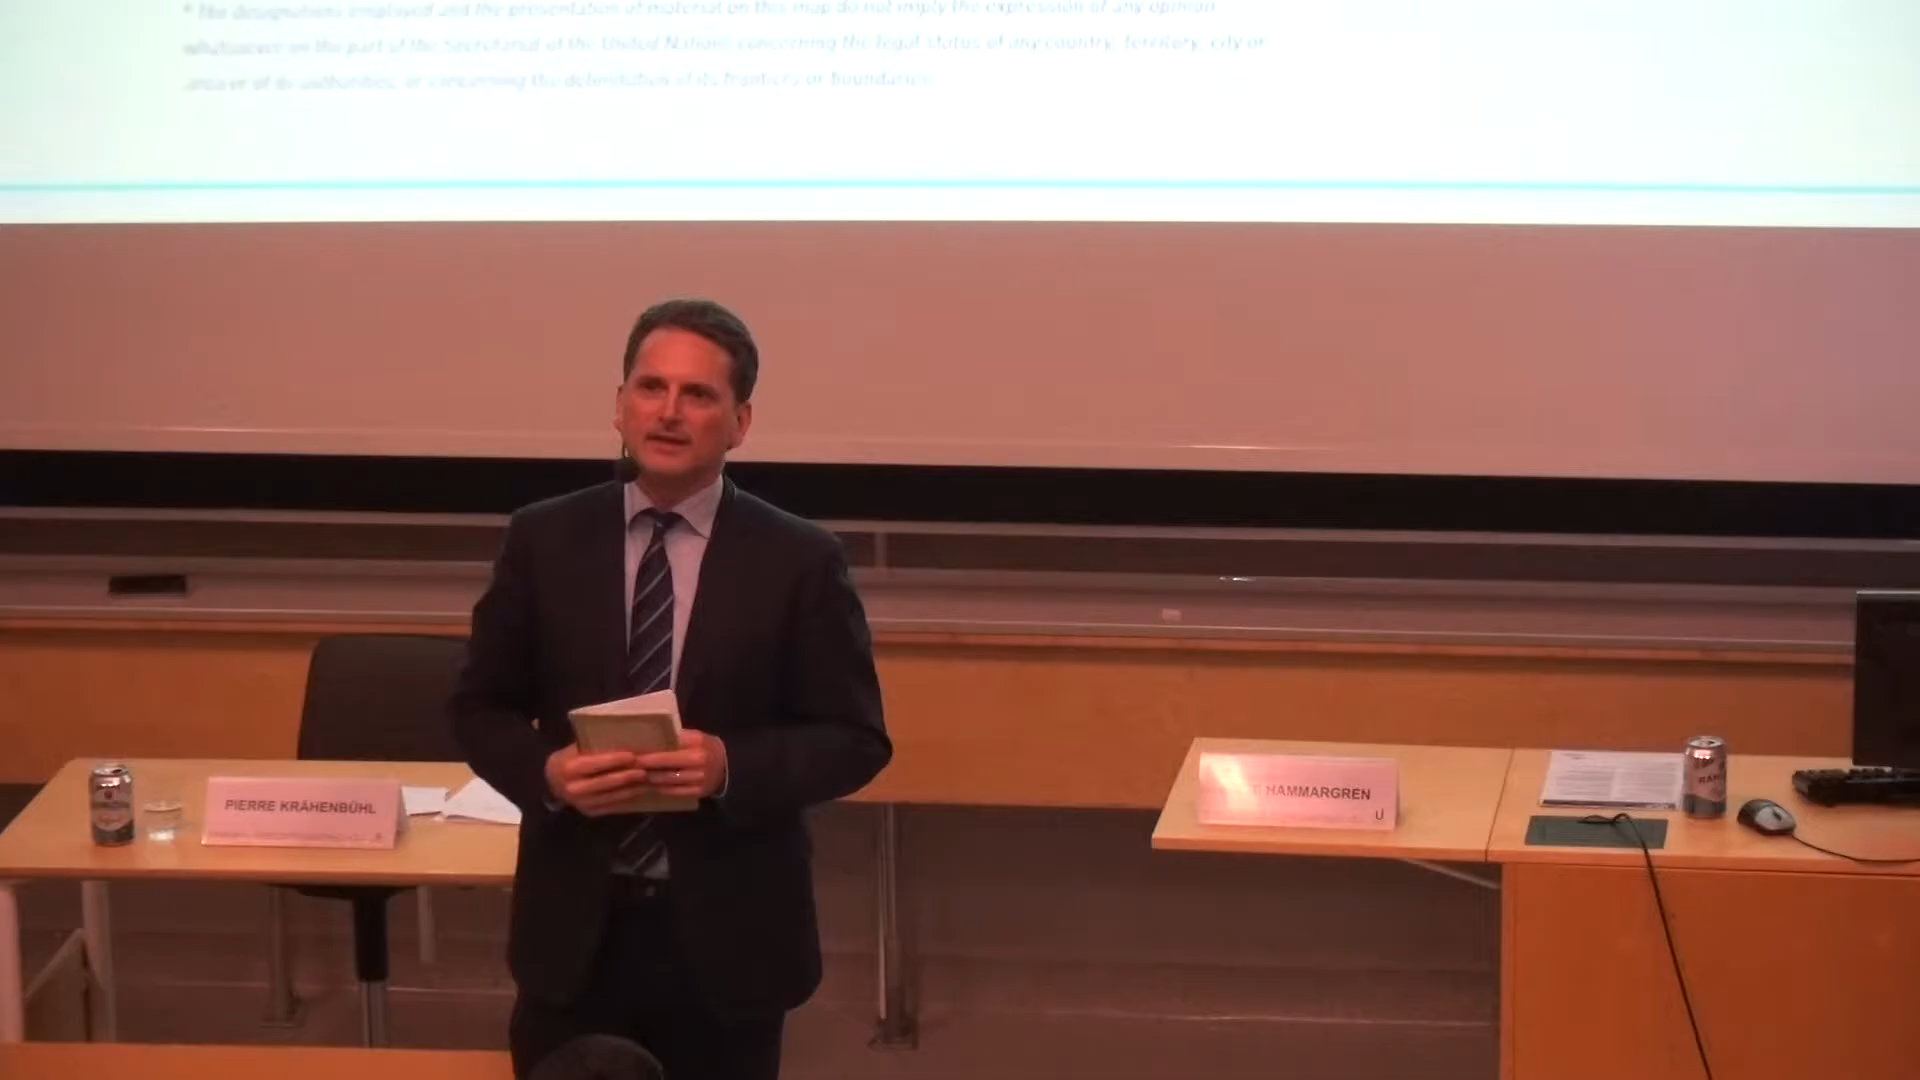 * The designations employed and the presentation of material on this map do not imply the expression of any opinion
whatsoever on the part of the Secretariat of the United Nations concerning the legal status of any country, territory, city or
area or of its authorities, or concerning the delimitation of its frontiers or boundaries.
PIERRE KRÄHENBÜHL
HAMMARGREN